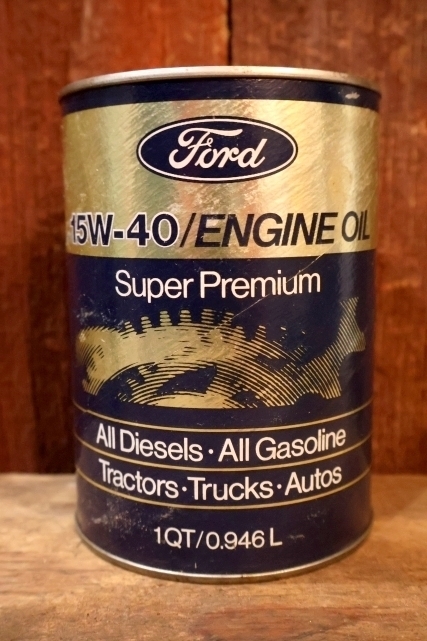 Ford
15W-40/ENGINE OIL
Super Premium
All Diesels · All Gasoline
Tractors · Trucks · Autos
1QT/0.946 L